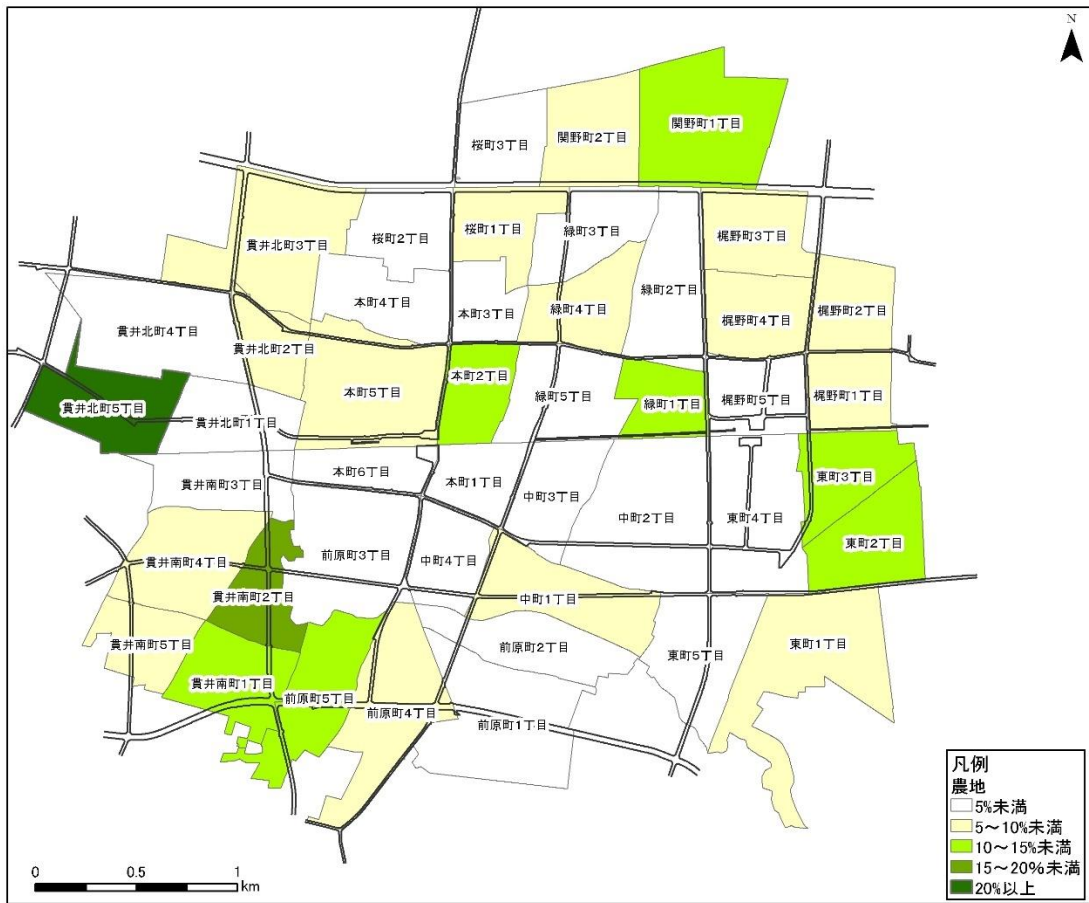 N
関野町1丁目
関野町2丁目
桜町3丁目
桜町2丁目
桜町1丁目
緑町3丁目
梶野町3丁目
貫井北町3丁目
本町4丁目
本町3丁目
緑町4丁目
緑町2丁目
梶野町4丁目
梶野町2丁目
貫井北町4丁目
貫井北町2丁目
本町5丁目
本町2丁目
緑町5丁目
緑町1丁目
梶野町5丁目
梶野町1丁目
貫井北町5丁目
貫井北町1丁目
本町6丁目
本町1丁目
貫井南町3丁目
中町3丁目
中町2丁目
東町4丁目
東町3丁目
東町2丁目
前原町3丁目
中町4丁目
貫井南町4丁目
貫井南町2丁目
中町1丁目
貫井南町5丁目
前原町2丁目
東町5丁目
東町1丁目
貫井南町1丁目
前原町5丁目
前原町4丁目
前原町1丁目
凡例
農地
5%未満
5～10%未満
10～15%未満
15～20%未満
20%以上
0 0.5 1
km